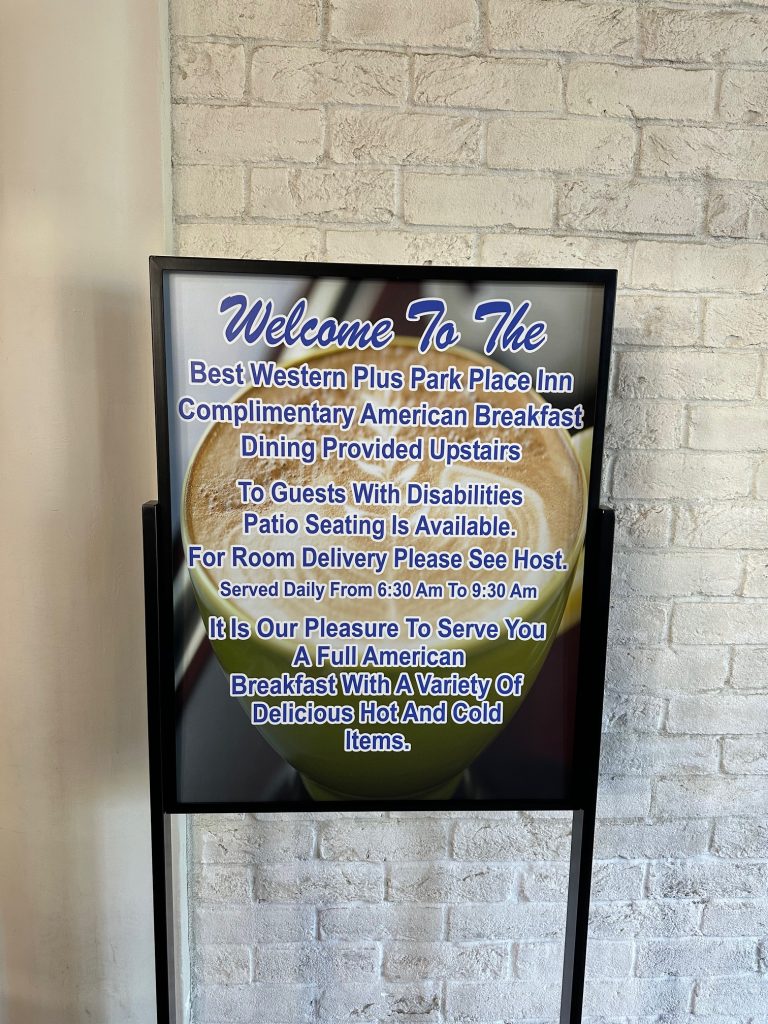 Welcome To The
Best Western Plus Park Place Inn
Complimentary American Breakfast
Dining Provided Upstairs
To Guests With Disabilities
Patio Seating Is Available.
For Room Delivery Please See Host.
Served Daily From 6:30 Am To 9:30 Am
It Is Our Pleasure To Serve You
A Full American
Breakfast With A Variety Of
Delicious Hot And Cold
Items.